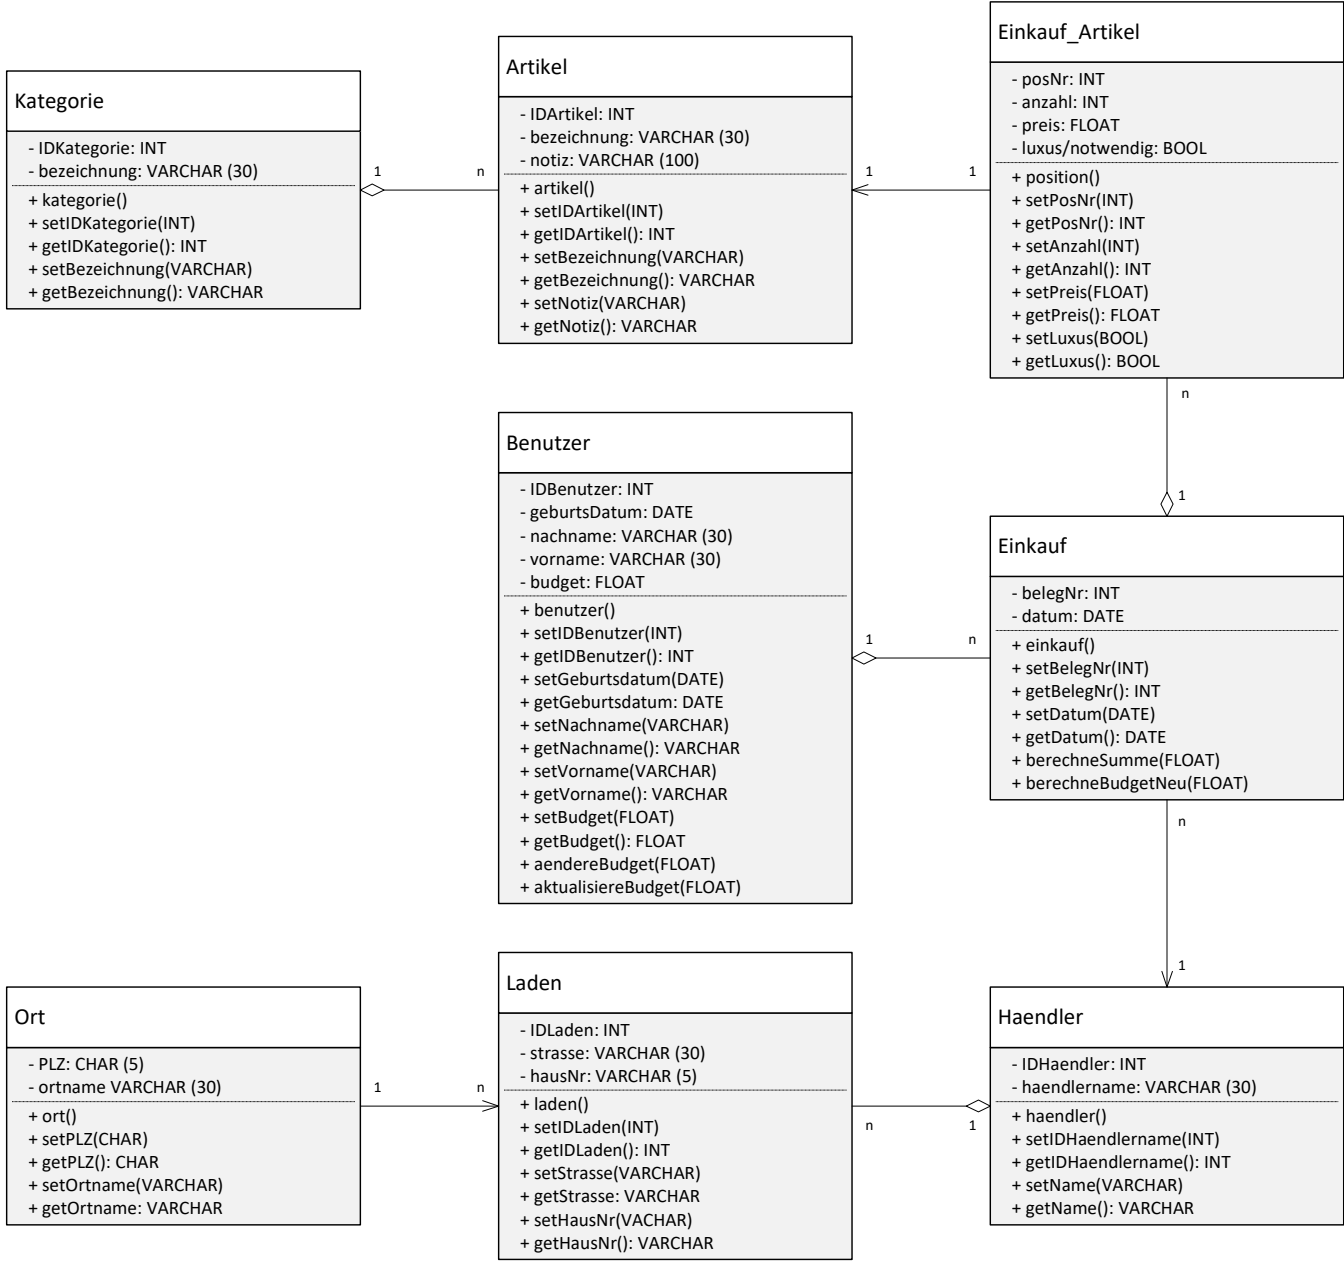 Kategorie
- IDKategorie: INT
- bezeichnung: VARCHAR (30)
+ kategorie()
+ setIDKategorie(INT)
+ getIDKategorie(): INT
+ setBezeichnung(VARCHAR)
+ getBezeichnung(): VARCHAR
1
n
Artikel
- IDArtikel: INT
- bezeichnung: VARCHAR (30)
- notiz: VARCHAR (100)
+ artikel()
+ setIDArtikel(INT)
+ getIDArtikel(): INT
+ setBezeichnung(VARCHAR)
+ getBezeichnung(): VARCHAR
+ setNotiz(VARCHAR)
+ getNotiz(): VARCHAR
1
1
Einkauf_Artikel
- posNr: INT
- anzahl: INT
- preis: FLOAT
- luxus/notwendig: BOOL
+ position()
+ setPosNr(INT)
+ getPosNr(): INT
+ setAnzahl(INT)
+ getAnzahl(): INT
+ setPreis(FLOAT)
+ getPreis(): FLOAT
+ setLuxus(BOOL)
+ getLuxus(): BOOL
n
1
Benutzer
- IDBenutzer: INT
- geburtsDatum: DATE
- nachname: VARCHAR (30)
- vorname: VARCHAR (30)
- budget: FLOAT
+ benutzer()
+ setIDBenutzer(INT)
+ getIDBenutzer(): INT
+ setGeburtsdatum(DATE)
+ getGeburtsdatum: DATE
+ setNachname(VARCHAR)
+ getNachname(): VARCHAR
+ setVorname(VARCHAR)
+ getVorname(): VARCHAR
+ setBudget(FLOAT)
+ getBudget(): FLOAT
+ aendereBudget(FLOAT)
+ aktualisiereBudget(FLOAT)
1
n
Einkauf
- belegNr: INT
- datum: DATE
+ einkauf()
+ setBelegNr(INT)
+ getBelegNr(): INT
+ setDatum(DATE)
+ getDatum(): DATE
+ berechneSumme(FLOAT)
+ berechneBudgetNeu(FLOAT)
n
1
Ort
- PLZ: CHAR (5)
- ortname VARCHAR (30)
+ ort()
+ setPLZ(CHAR)
+ getPLZ(): CHAR
+ setOrtname(VARCHAR)
+ getOrtname: VARCHAR
1
n
Laden
- IDLaden: INT
- strasse: VARCHAR (30)
- hausNr: VARCHAR (5)
+ laden()
+ setIDLaden(INT)
+ getIDLaden(): INT
+ setStrasse(VARCHAR)
+ getStrasse: VARCHAR
+ setHausNr(VACHAR)
+ getHausNr(): VARCHAR
n
1
Haendler
- IDHaendler: INT
- haendlername: VARCHAR (30)
+ haendler()
+ setIDHaendlername(INT)
+ getIDHaendlername(): INT
+ setName(VARCHAR)
+ getName(): VARCHAR